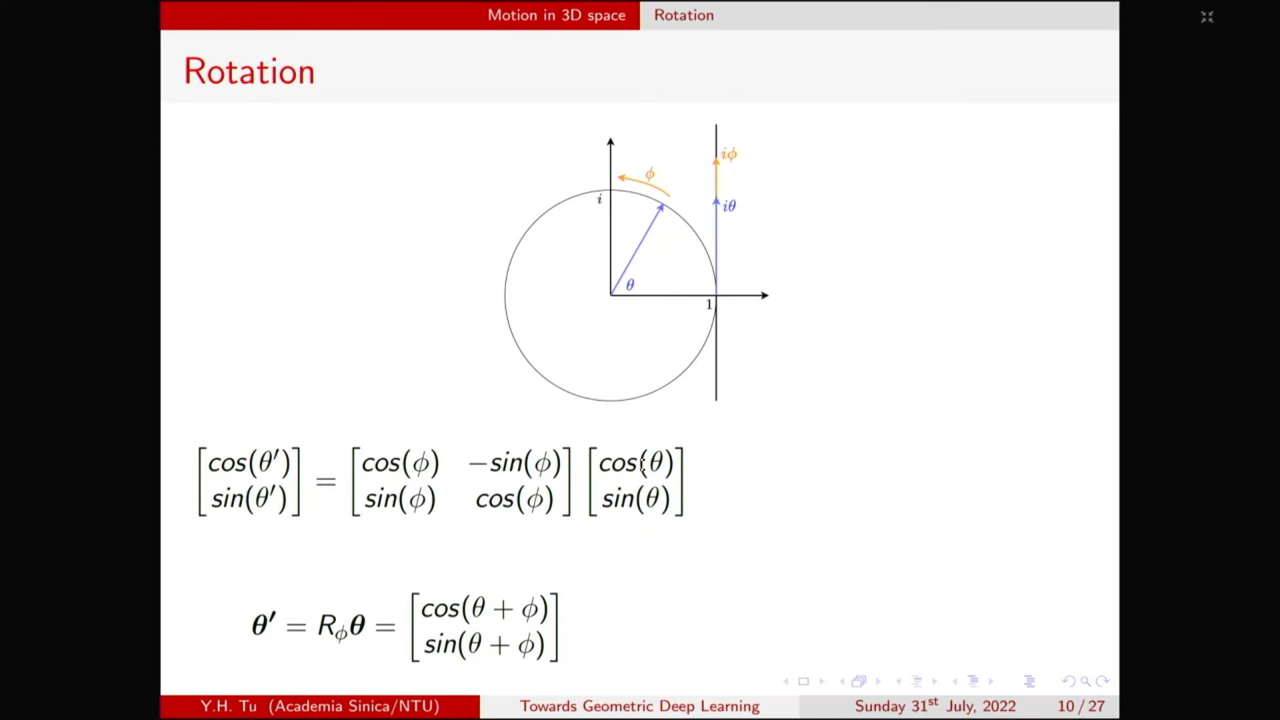 Motion in 3D space Rotation
Rotation
iφ
φ
i
iθ
θ
1
[cos(θ′) sin(θ′)] = [cos(φ) −sin(φ) sin(φ) cos(φ)] [cos(θ) sin(θ)]
θ′ = R_φθ = [cos(θ + φ) sin(θ + φ)]
Y.H. Tu (Academia Sinica/NTU) Towards Geometric Deep Learning Sunday 31st July, 2022 10 / 27